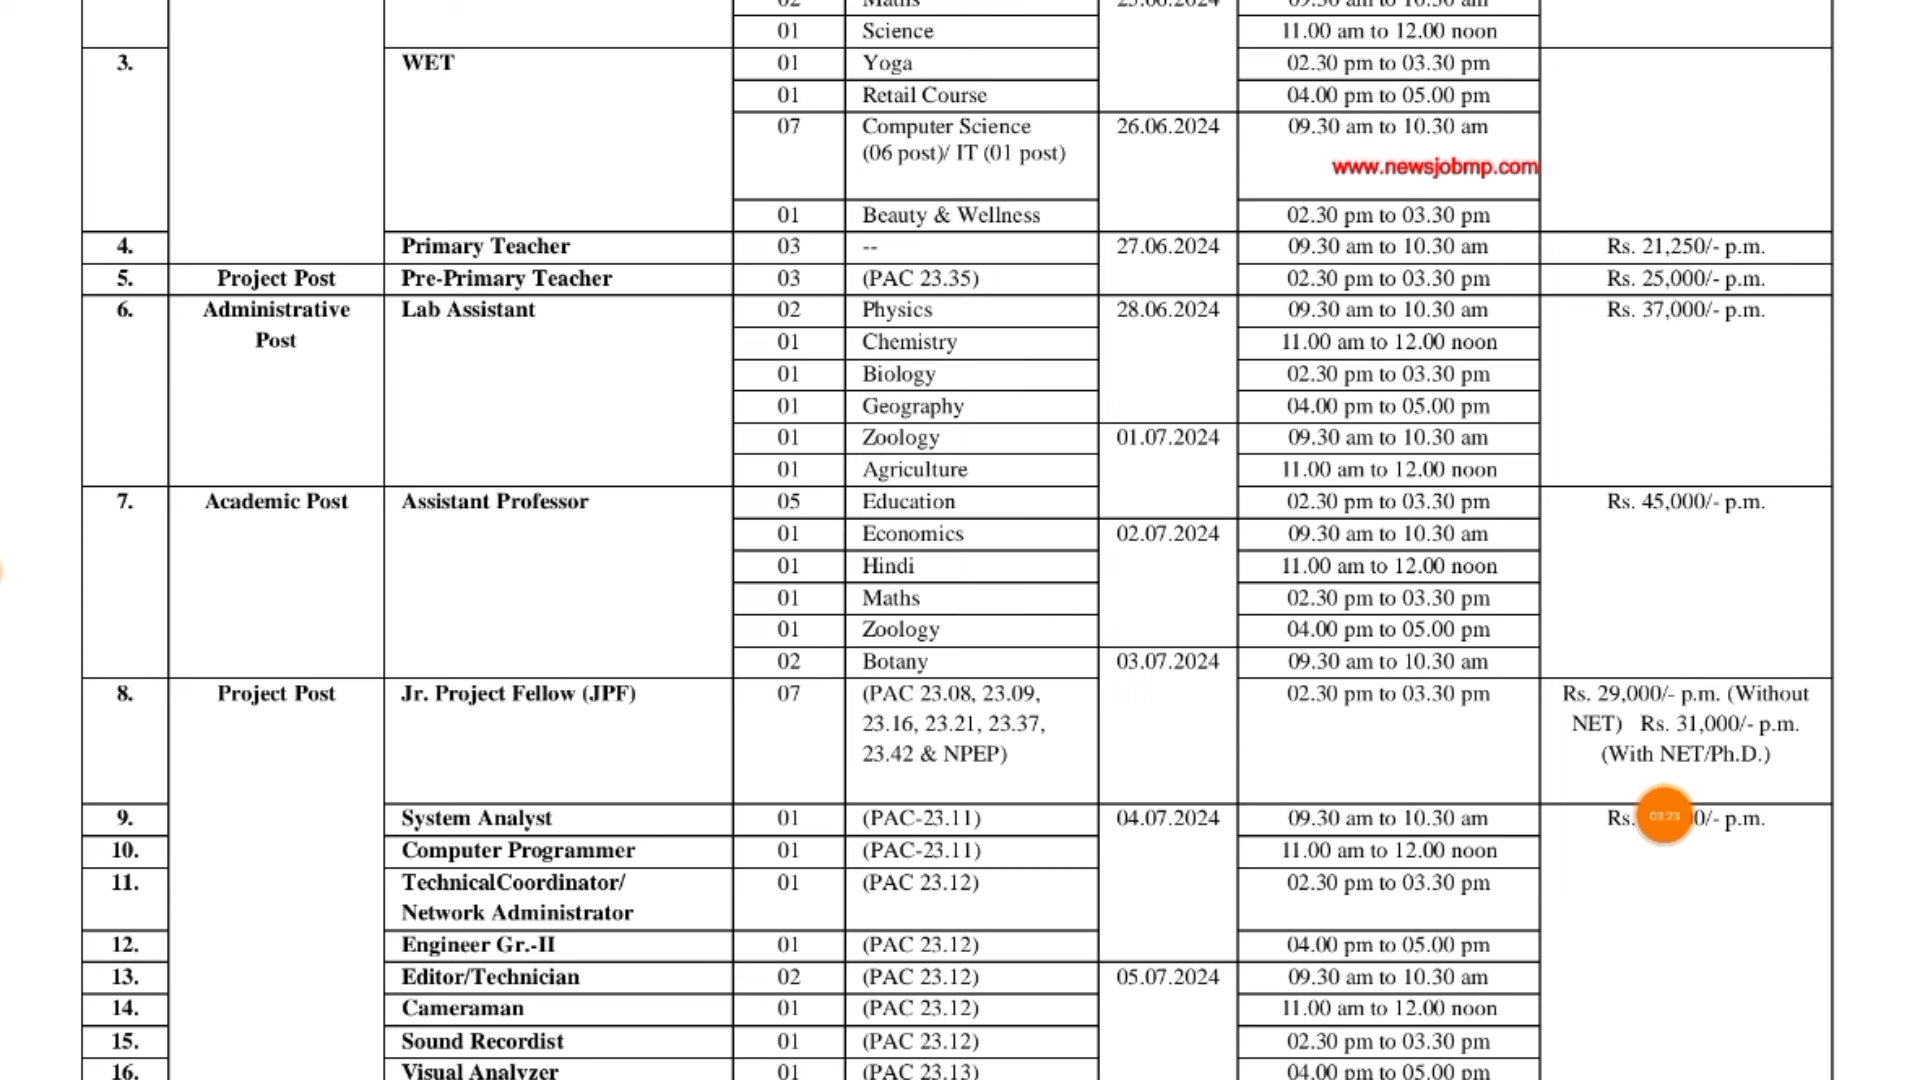 02 Maths 25.06.2024 09.30 am to 10.30 am
01 Science 11.00 am to 12.00 noon
3. WET 01 Yoga 02.30 pm to 03.30 pm
01 Retail Course 04.00 pm to 05.00 pm
07 Computer Science 26.06.2024 09.30 am to 10.30 am
(06 post)/ IT (01 post)
www.newsjobmp.com
01 Beauty & Wellness 02.30 pm to 03.30 pm
4. Primary Teacher 03 -- 27.06.2024 09.30 am to 10.30 am Rs. 21,250/- p.m.
5. Project Post Pre-Primary Teacher 03 (PAC 23.35) 02.30 pm to 03.30 pm Rs. 25,000/- p.m.
6. Administrative Lab Assistant 02 Physics 28.06.2024 09.30 am to 10.30 am Rs. 37,000/- p.m.
Post 01 Chemistry 11.00 am to 12.00 noon
01 Biology 02.30 pm to 03.30 pm
01 Geography 04.00 pm to 05.00 pm
01 Zoology 01.07.2024 09.30 am to 10.30 am
01 Agriculture 11.00 am to 12.00 noon
7. Academic Post Assistant Professor 05 Education 02.30 pm to 03.30 pm Rs. 45,000/- p.m.
01 Economics 02.07.2024 09.30 am to 10.30 am
01 Hindi 11.00 am to 12.00 noon
01 Maths 02.30 pm to 03.30 pm
01 Zoology 04.00 pm to 05.00 pm
02 Botany 03.07.2024 09.30 am to 10.30 am
8. Project Post Jr. Project Fellow (JPF) 07 (PAC 23.08, 23.09, 02.30 pm to 03.30 pm Rs. 29,000/- p.m. (Without
23.16, 23.21, 23.37, NET) Rs. 31,000/- p.m.
23.42 & NPEP) (With NET/Ph.D.)
9. System Analyst 01 (PAC-23.11) 04.07.2024 09.30 am to 10.30 am Rs. 03:23 0/- p.m.
10. Computer Programmer 01 (PAC-23.11) 11.00 am to 12.00 noon
11. TechnicalCoordinator/ 01 (PAC 23.12) 02.30 pm to 03.30 pm
Network Administrator
12. Engineer Gr.-II 01 (PAC 23.12) 04.00 pm to 05.00 pm
13. Editor/Technician 02 (PAC 23.12) 05.07.2024 09.30 am to 10.30 am
14. Cameraman 01 (PAC 23.12) 11.00 am to 12.00 noon
15. Sound Recordist 01 (PAC 23.12) 02.30 pm to 03.30 pm
16. Visual Analyzer 01 (PAC 23.13) 04.00 pm to 05.00 pm